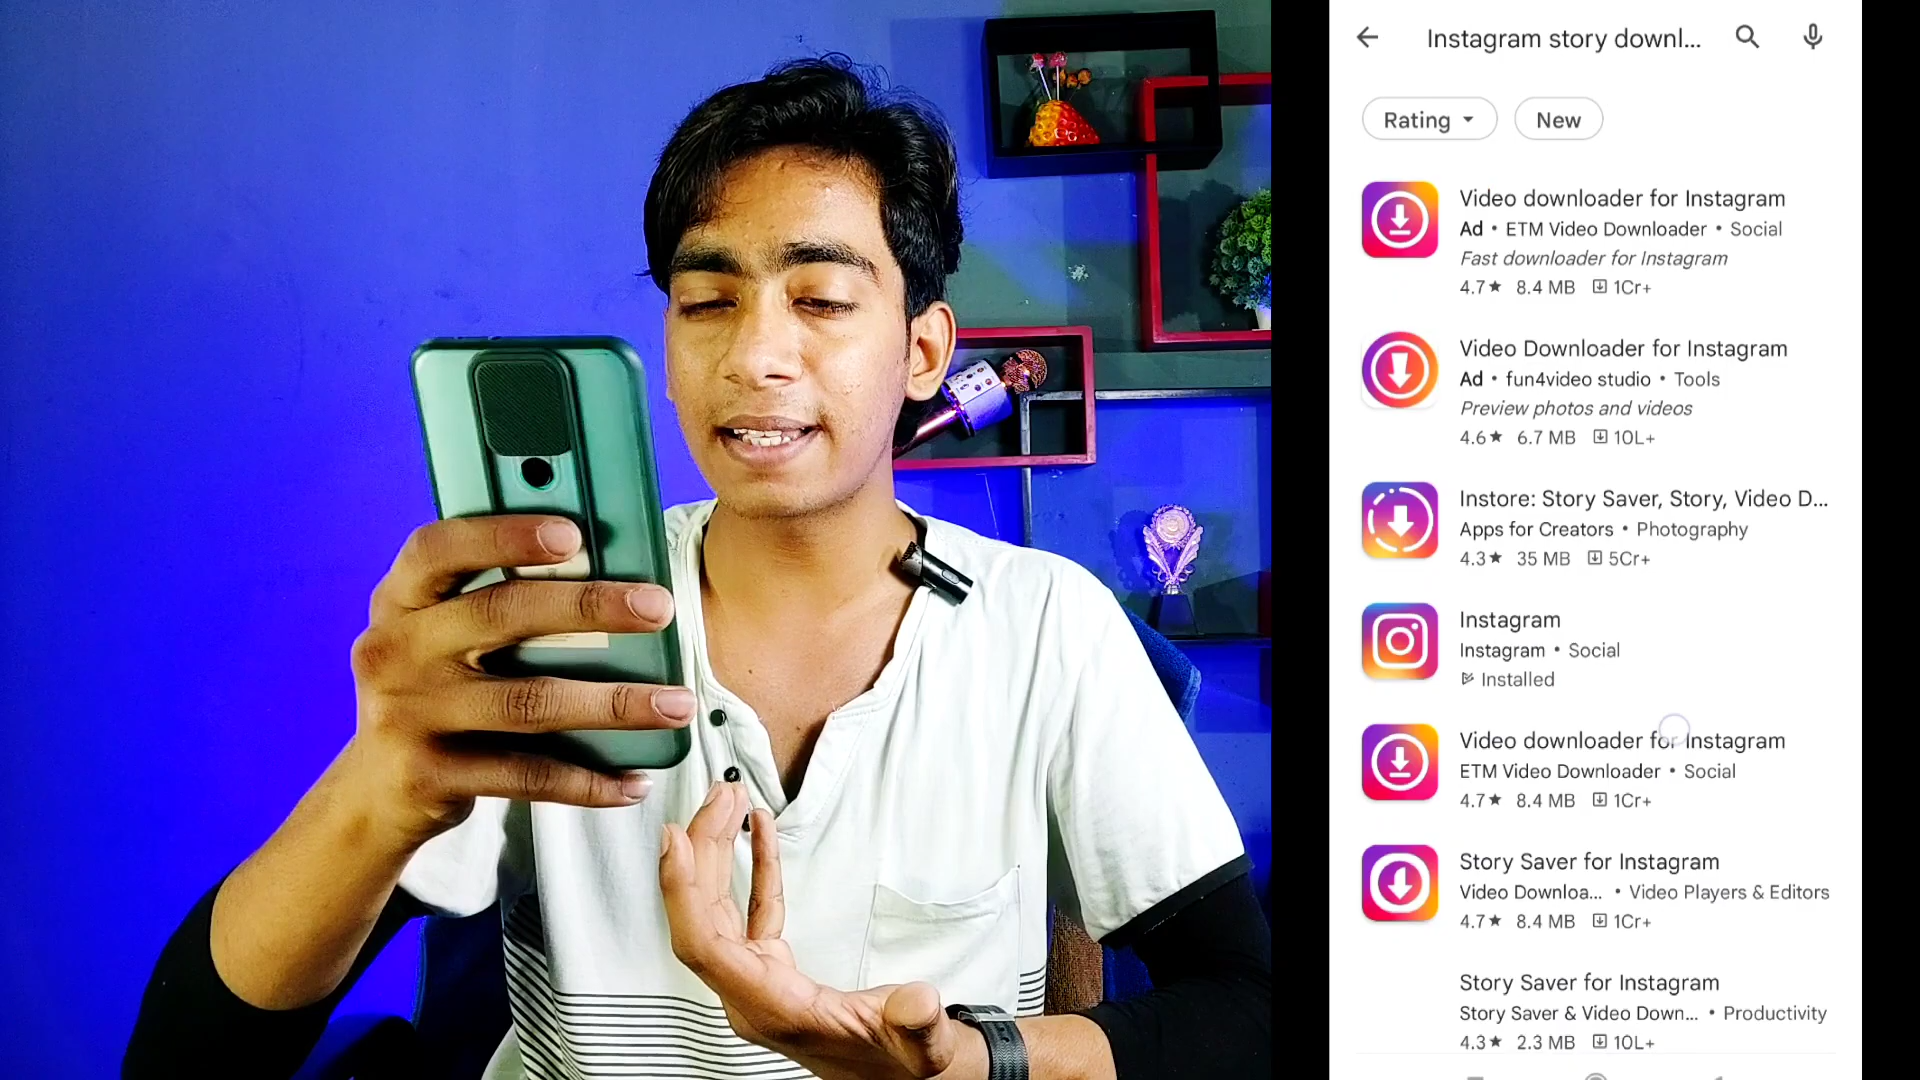 Instagram story downl...
Rating
New
Video downloader for Instagram
Ad • ETM Video Downloader • Social
Fast downloader for Instagram
4.7★ 8.4 MB 1Cr+
Video Downloader for Instagram
Ad • fun4video studio • Tools
Preview photos and videos
4.6★ 6.7 MB 10L+
Instore: Story Saver, Story, Video D...
Apps for Creators • Photography
4.3★ 35 MB 5Cr+
Instagram
Instagram • Social
Installed
Video downloader for Instagram
ETM Video Downloader • Social
4.7★ 8.4 MB 1Cr+
Story Saver for Instagram
Video Downloa... • Video Players & Editors
4.7★ 8.4 MB 1Cr+
Story Saver for Instagram
Story Saver & Video Down... • Productivity
4.3★ 2.3 MB 10L+